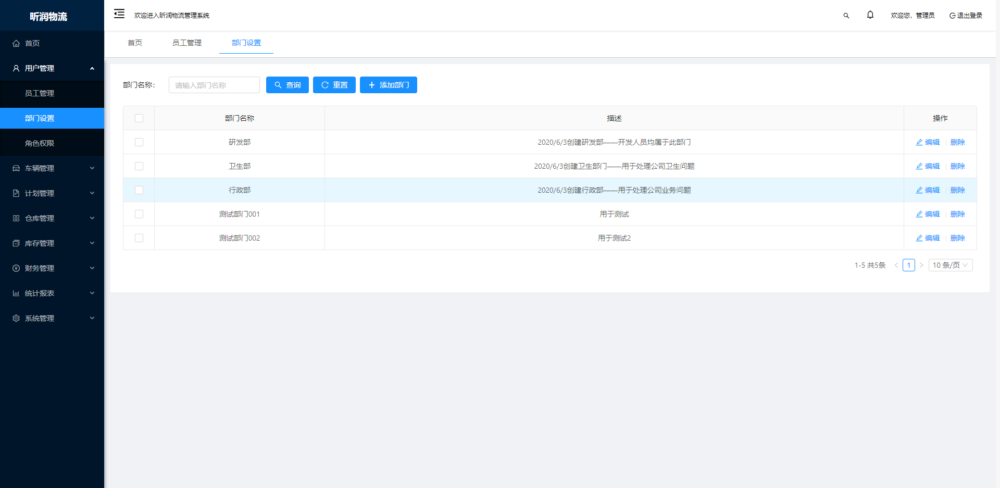 昕润物流
欢迎进入昕润物流管理系统
欢迎您，管理员
退出登录
首页
用户管理
员工管理
部门设置
角色权限
车辆管理
计划管理
仓库管理
库存管理
财务管理
统计报表
系统管理
首页 员工管理 部门设置
部门名称： 请输入部门名称 查询 重置 添加部门
部门名称 描述 操作
研发部 2020/6/3创建研发部——开发人员均属于此部门 编辑 删除
卫生部 2020/6/3创建卫生部门——用于处理公司卫生问题 编辑 删除
行政部 2020/6/3创建行政部——用于处理公司业务问题 编辑 删除
测试部门001 用于测试 编辑 删除
测试部门002 用于测试2 编辑 删除
1-5 共5条 < 1 > 10 条/页